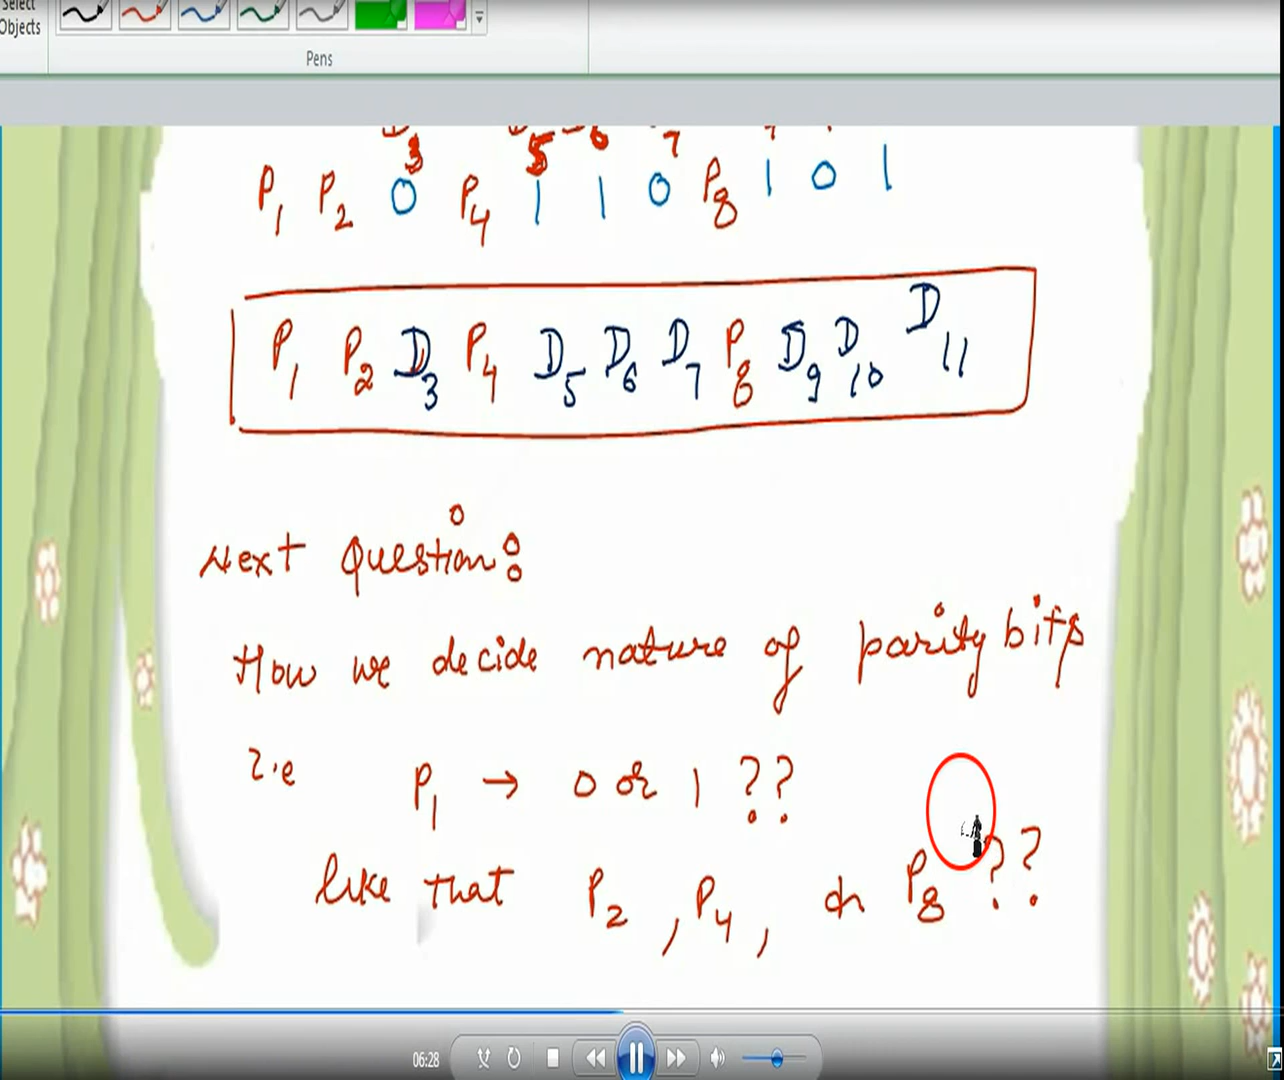 Select
Objects
Pens
3 5 6 7
P1 P2 0 P4 1 1 0 P8 1 0 1
P1 P2 D3 P4 D5 D6 D7 P8 D9 D10 D11
Next Question:
How we decide nature of parity bits
i.e P1 → 0 or 1 ??
like that P2, P4, or P8 ??
06:28